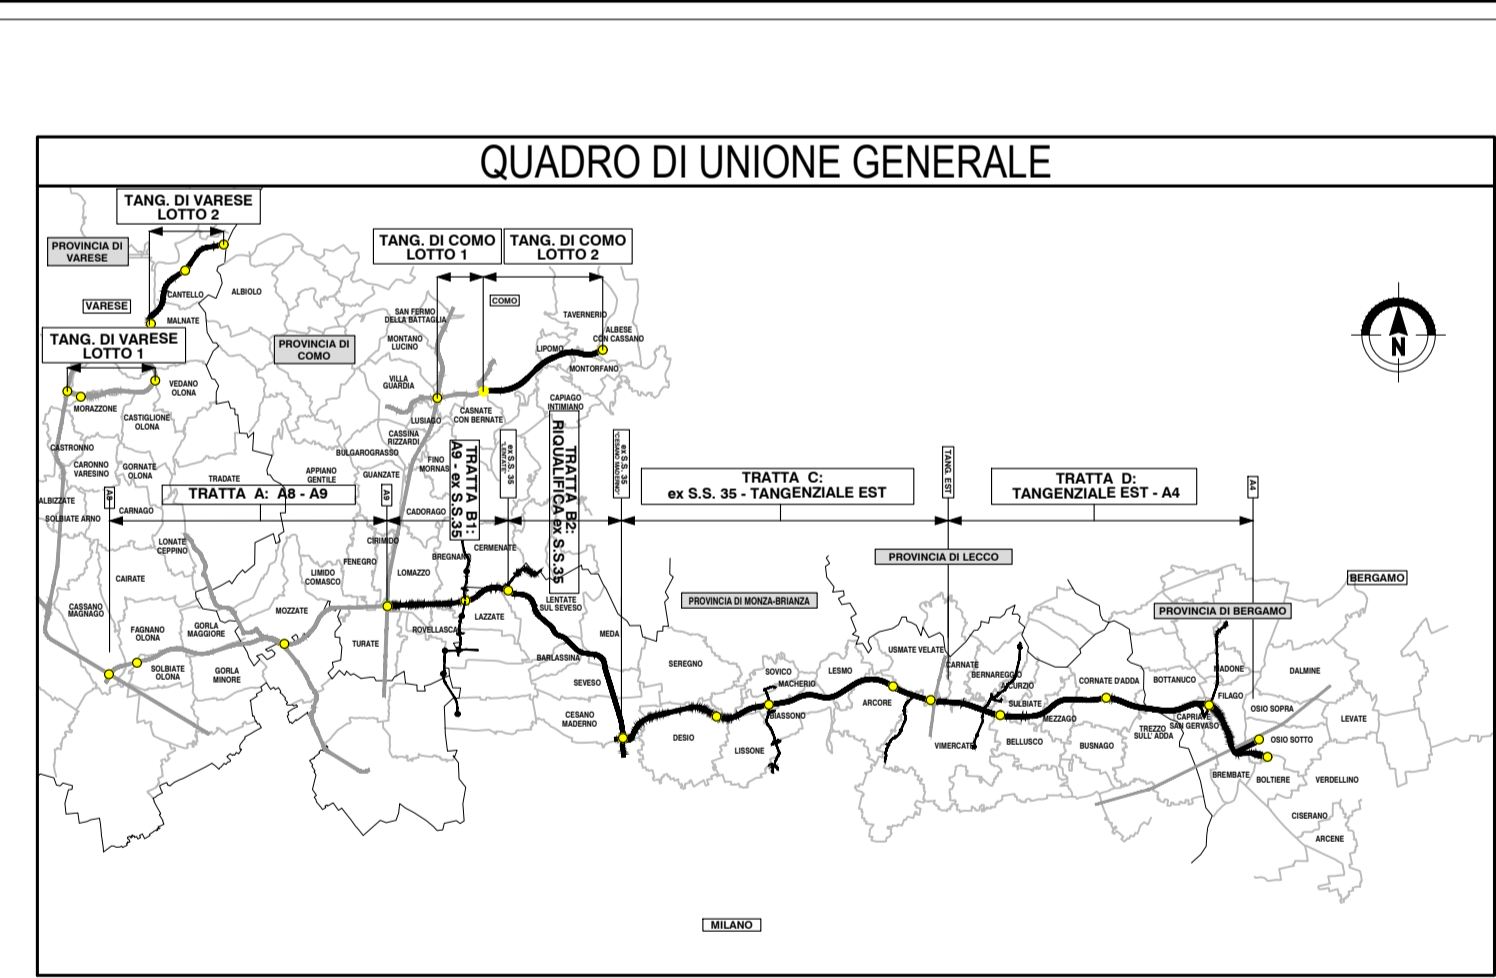 QUADRO DI UNIONE GENERALE
TANG. DI VARESE
LOTTO 2
PROVINCIA DI
VARESE
TANG. DI COMO
LOTTO 1
TANG. DI COMO
LOTTO 2
CANTELLO
ALBIOLO
VARESE
MALNATE
COMO
SAN FERMO
DELLA BATTAGLIA
TAVERNERIO
ALBESE
CON CASSANO
TANG. DI VARESE
LOTTO 1
PROVINCIA DI
COMO
MONTANO
LUCINO
LIPOMO
MONTORFANO
N
VEDANO
OLONA
VILLA
GUARDIA
MORAZZONE
CASTIGLIONE
OLONA
CAPIAGO
INTIMIANO
CASNATE
CON BERNATE
LUSIAGO
CASSINA
RIZZARDI
CASTRONNO
BULGAROGRASSO
CARONNO
VARESINO
GORNATE
OLONA
TRADATE
APPIANO
GENTILE
GUANZATE
FINO
MORNAS
TRATTA B1:
A9 - ex S.S.35
ex S.S. 35
"LENTATE"
TRATTA B2:
RIQUALIFICA ex S.S.35
ex S.S. 35
"CESANO MADERNO"
TRATTA C:
ex S.S. 35 - TANGENZIALE EST
TANG. EST
TRATTA D:
TANGENZIALE EST - A4
A4
ALBIZZATE
A8
TRATTA A: A8 - A9
A9
SOLBIATE ARNO
CARNAGO
CADORAGO
CIRIMIDO
LONATE
CEPPINO
FENEGRO
BREGNANO
CERMENATE
PROVINCIA DI LECCO
CAIRATE
LIMIDO
COMASCO
LOMAZZO
BERGAMO
CASSANO
MAGNAGO
MOZZATE
LAZZATE
LENTATE
SUL SEVESO
PROVINCIA DI MONZA-BRIANZA
PROVINCIA DI BERGAMO
FAGNANO
OLONA
GORLA
MAGGIORE
TURATE
ROVELLASCA
MEDA
BARLASSINA
SEREGNO
USMATE VELATE
SOLBIATE
OLONA
GORLA
MINORE
SEVESO
SOVICO
MACHERIO
LESMO
CARNATE
BERNAREGGIO
AICURZIO
CORNATE D'ADDA
BOTTANUCO
MADONE
DALMINE
CESANO
MADERNO
DESIO
LISSONE
BIASSONO
ARCORE
VIMERCATE
SULBIATE
MEZZAGO
BELLUSCO
BUSNAGO
TREZZO
SULL' ADDA
CAPRIATE
SAN GERVASO
FILAGO
OSIO SOPRA
OSIO SOTTO
LEVATE
BREMBATE
BOLTIERE
VERDELLINO
CISERANO
ARCENE
MILANO